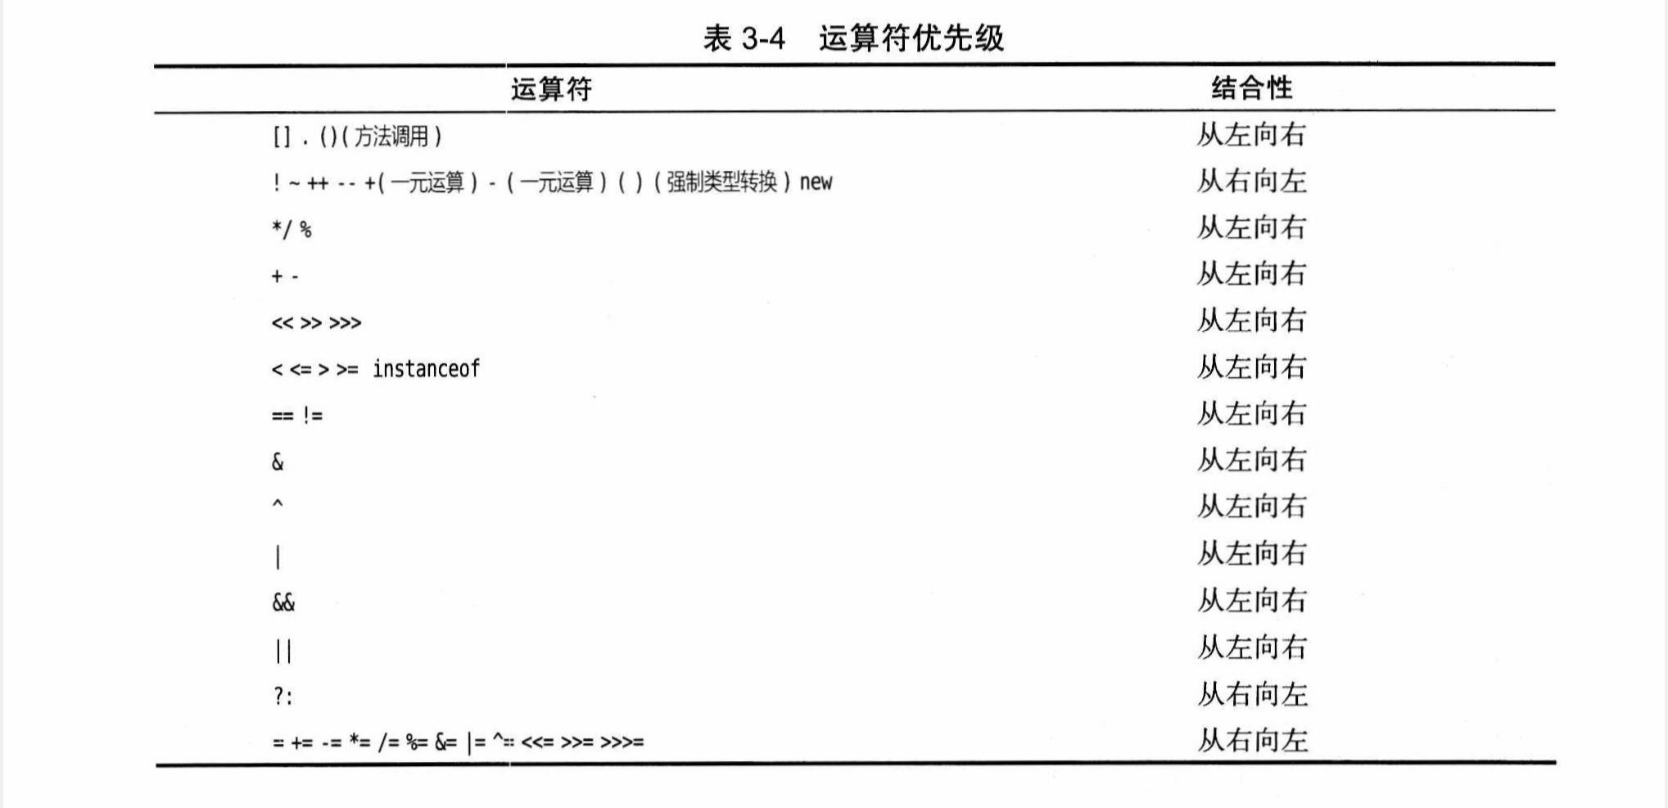 表 3-4 运算符优先级
运算符 结合性
[] . ()(方法调用) 从左向右
! ~ ++ -- +(一元运算) - (一元运算) ( ) (强制类型转换) new 从右向左
*/ % 从左向右
+ - 从左向右
<< >> >>> 从左向右
< <= > >= instanceof 从左向右
== != 从左向右
& 从左向右
^ 从左向右
| 从左向右
&& 从左向右
|| 从左向右
?: 从右向左
= += -= *= /= %= &= |= ^= <<= >>= >>>= 从右向左